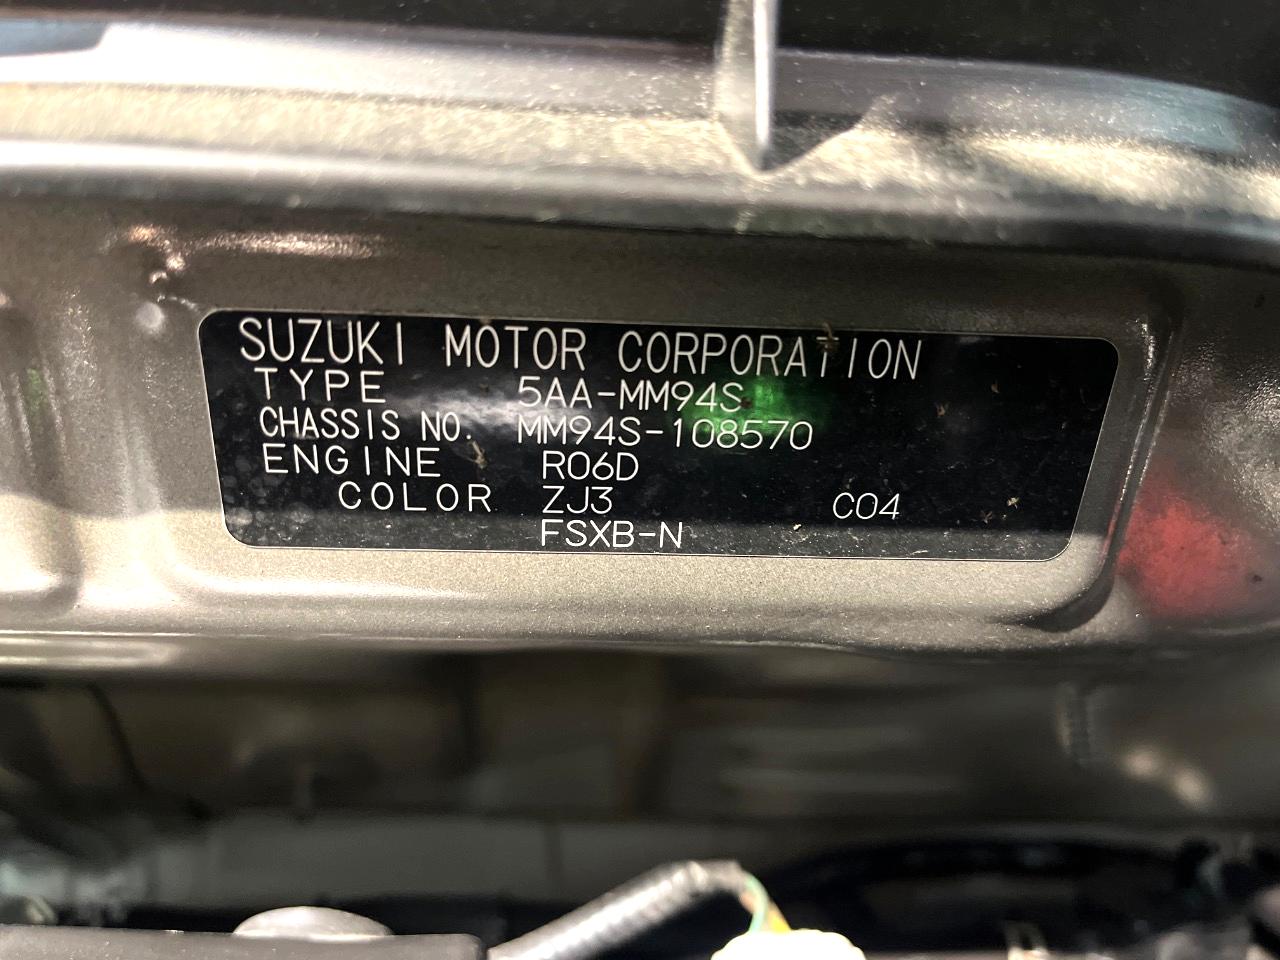 SUZUKI MOTOR CORPORATION
TYPE 5AA-MM94S
CHASSIS NO. MM94S-108570
ENGINE R06D
COLOR ZJ3 C04
FSXB-N